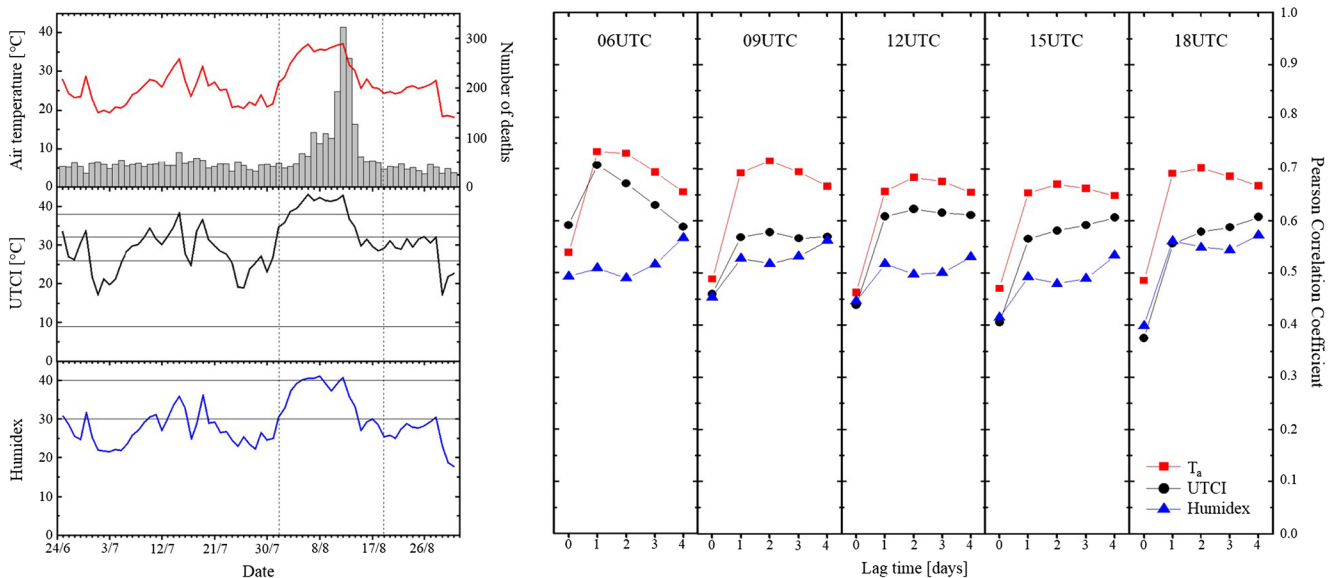 Air temperature [°C]
40
30
20
10
0
300
200
100
0
Number of deaths
UTCI [°C]
40
30
20
10
0
Humidex
40
30
20
10
0
24/6 3/7 12/7 21/7 30/7 8/8 17/8 26/8
Date
06UTC 09UTC 12UTC 15UTC 18UTC
1.0
0.9
0.8
0.7
0.6
0.5
0.4
0.3
0.2
0.1
0.0
Pearson Correlation Coefficient
Ta
UTCI
Humidex
0 1 2 3 4 0 1 2 3 4 0 1 2 3 4 0 1 2 3 4 0 1 2 3 4
Lag time [days]